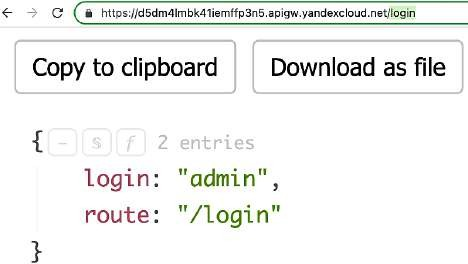 https://d5dm4lmbk41iemffp3n5.apigw.yandexcloud.net/login
Copy to clipboard Download as file
{ − $ f 2 entries
login: "admin",
route: "/login"
}